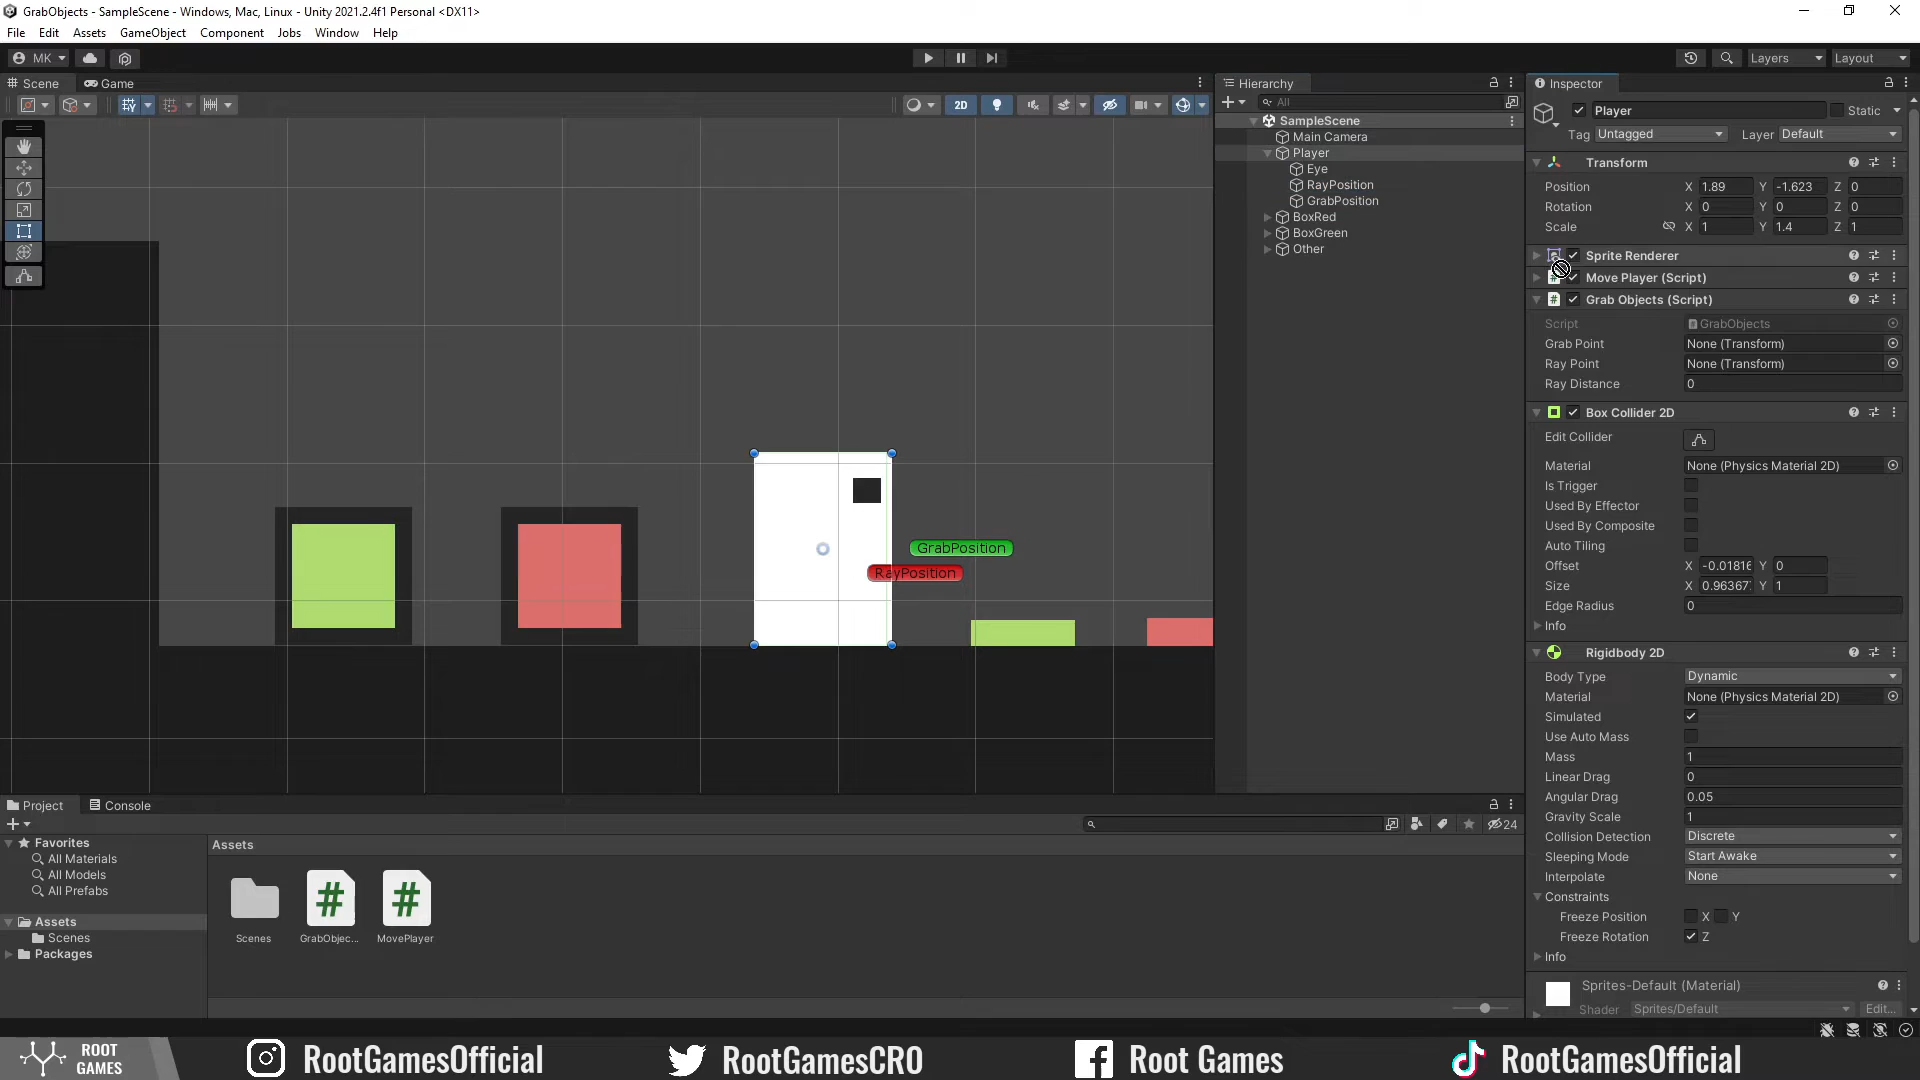 GrabObjects - SampleScene - Windows, Mac, Linux - Unity 2021.2.4f1 Personal <DX11>
File Edit Assets GameObject Component Jobs Window Help
MK
Layers Layout
Scene Game
2D
GrabPosition
RayPosition
Hierarchy
All
SampleScene
Main Camera
Player
Eye
RayPosition
GrabPosition
BoxRed
BoxGreen
Other
Inspector
Player Static
Tag Untagged Layer Default
Transform
Position X 1.89 Y -1.623 Z 0
Rotation X 0 Y 0 Z 0
Scale X 1 Y 1.4 Z 1
Sprite Renderer
# Move Player (Script)
# Grab Objects (Script)
Script GrabObjects
Grab Point None (Transform)
Ray Point None (Transform)
Ray Distance 0
Box Collider 2D
Edit Collider
Material None (Physics Material 2D)
Is Trigger
Used By Effector
Used By Composite
Auto Tiling
Offset X -0.01816 Y 0
Size X 0.96367 Y 1
Edge Radius 0
Info
Rigidbody 2D
Body Type Dynamic
Material None (Physics Material 2D)
Simulated
Use Auto Mass
Mass 1
Linear Drag 0
Angular Drag 0.05
Gravity Scale 1
Collision Detection Discrete
Sleeping Mode Start Awake
Interpolate None
Constraints
Freeze Position X Y
Freeze Rotation Z
Info
Sprites-Default (Material)
Shader Sprites/Default Edit...
Project Console
24
Favorites
All Materials
All Models
All Prefabs
Assets
Scenes
Packages
Assets
# #
Scenes GrabObjec... MovePlayer
ROOT GAMES RootGamesOfficial RootGamesCRO Root Games RootGamesOfficial